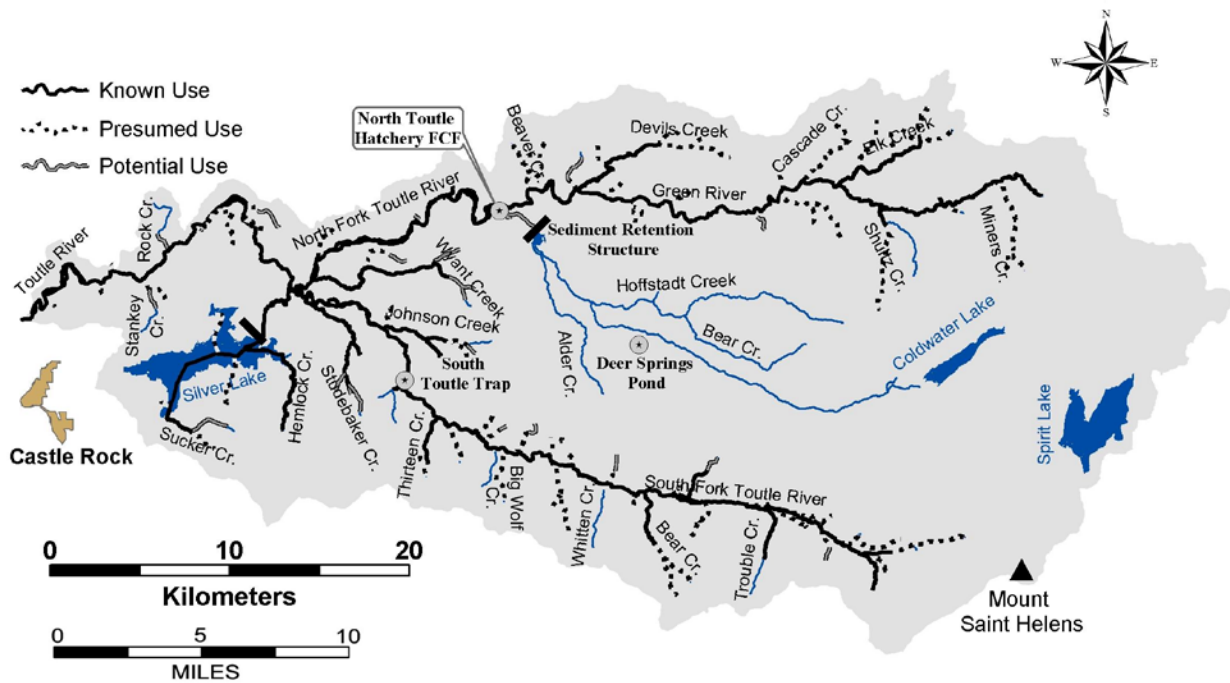 N
W
E
S
Known Use
Presumed Use
Potential Use
North Toutle
Hatchery FCF
Beaver Cr.
Devils Creek
Cascade Cr.
Elk Creek
Green River
North Fork Toutle River
Rock Cr.
Toutle River
Sediment Retention
Structure
Wyant Creek
Shultz Cr.
Miners Cr.
Hoffstadt Creek
Stankey
Cr.
Johnson Creek
Bear Cr.
Coldwater Lake
Alder Cr.
Deer Springs
Pond
South
Toutle Trap
Silver Lake
Spirit Lake
Hemlock Cr.
Studebaker Cr.
Castle Rock
Sucker Cr.
Thirteen Cr.
Big Wolf
Cr.
Whitten Cr.
South Fork Toutle River
Bear Cr.
Trouble Cr.
0 10 20
Kilometers
Mount
Saint Helens
0 5 10
MILES